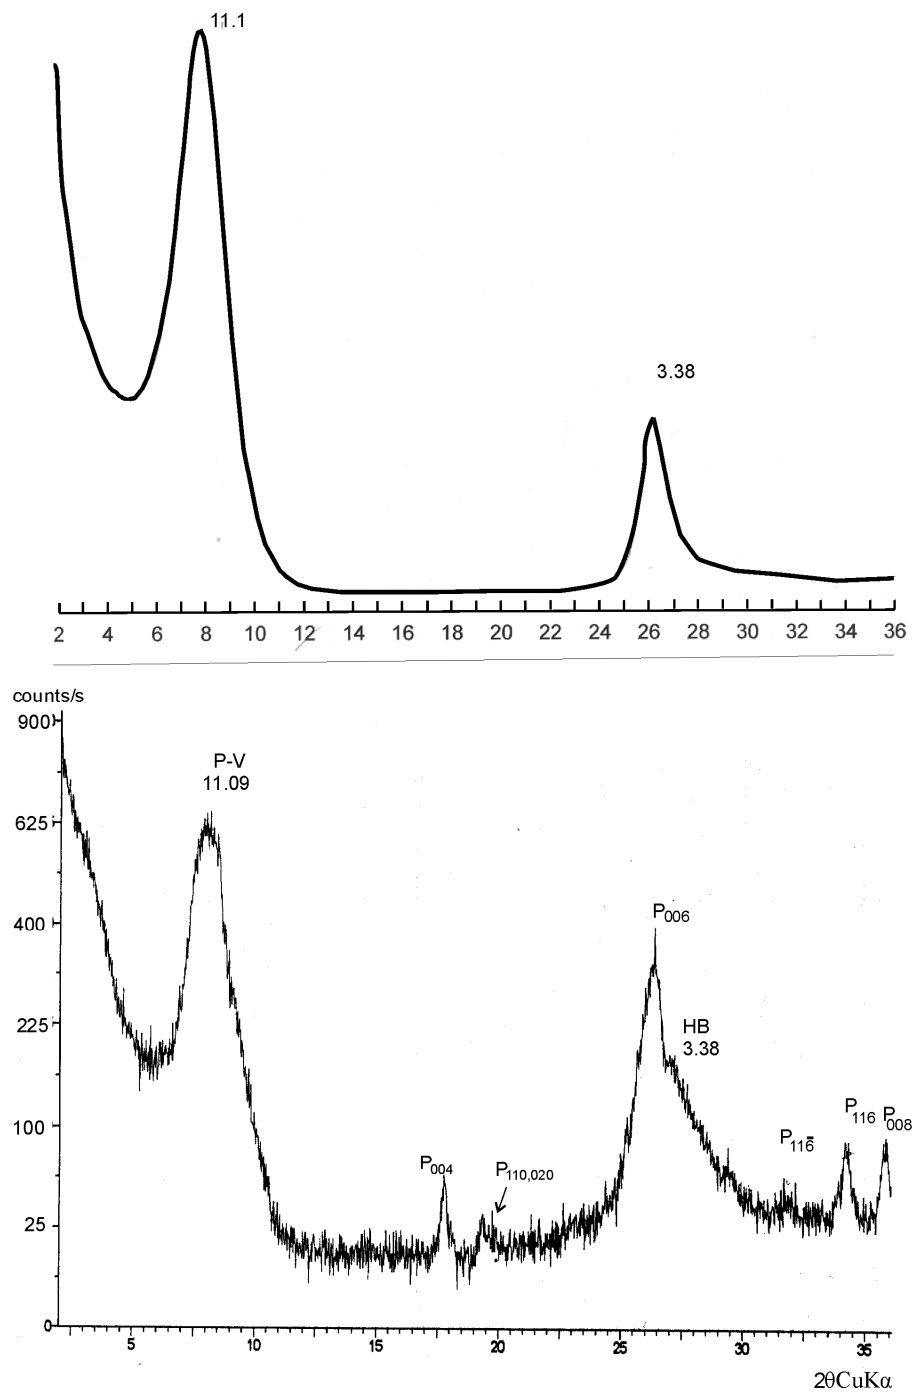 11.1
3.38
2 4 6 8 10 12 14 16 18 20 22 24 26 28 30 32 34 36
counts/s
900
P-V
11.09
625
P006
400
HB
3.38
225
P116 P008
100
P116̄
P004 P110,020
25
0
5 10 15 20 25 30 35
2θCuKα